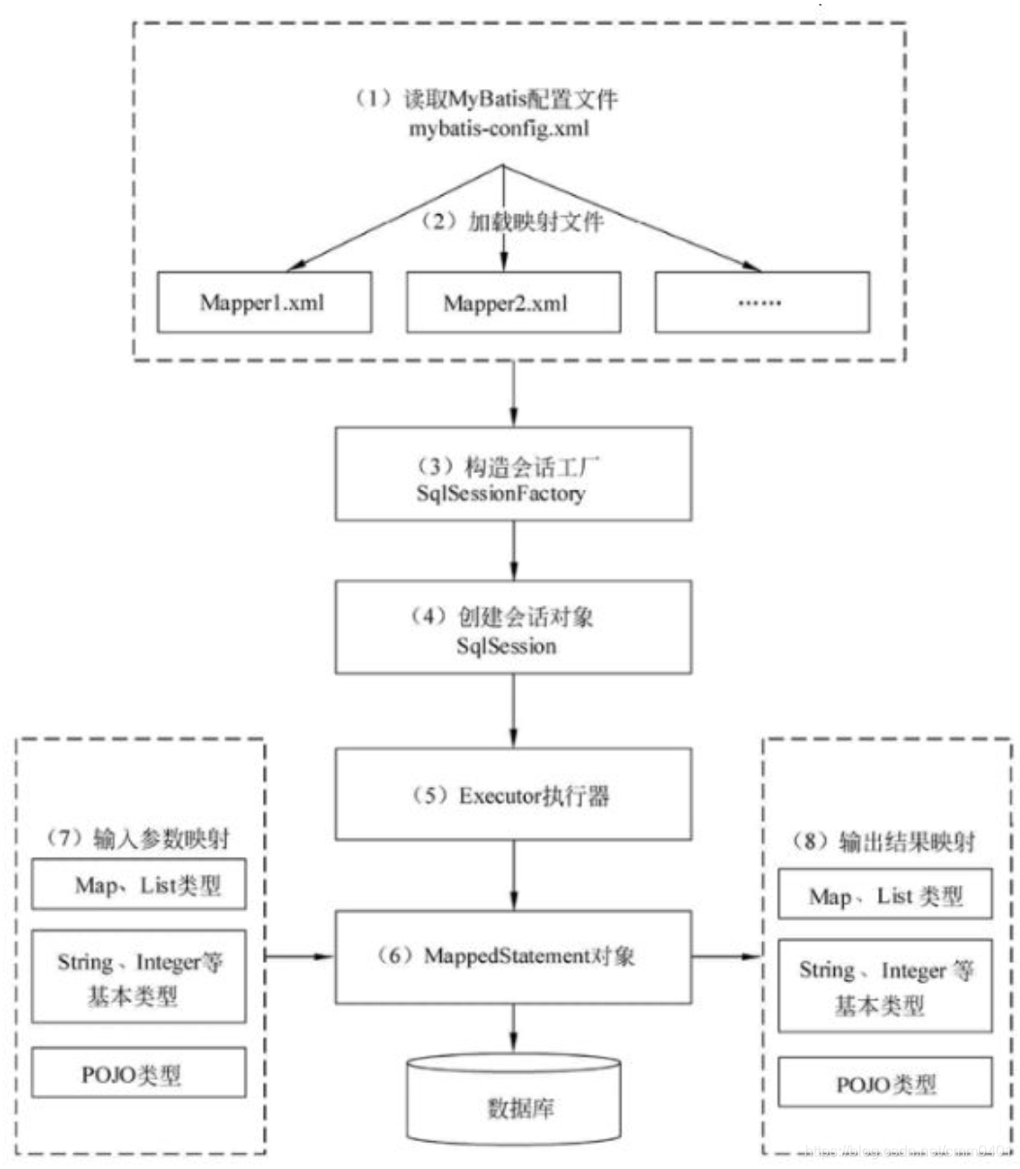 （1）读取MyBatis配置文件
mybatis-config.xml
（2）加载映射文件
Mapper1.xml
Mapper2.xml
……
（3）构造会话工厂
SqlSessionFactory
（4）创建会话对象
SqlSession
（5）Executor执行器
（7）输入参数映射
Map、List类型
String、Integer等
基本类型
POJO类型
（6）MappedStatement对象
（8）输出结果映射
Map、List 类型
String、Integer 等
基本类型
POJO类型
数据库